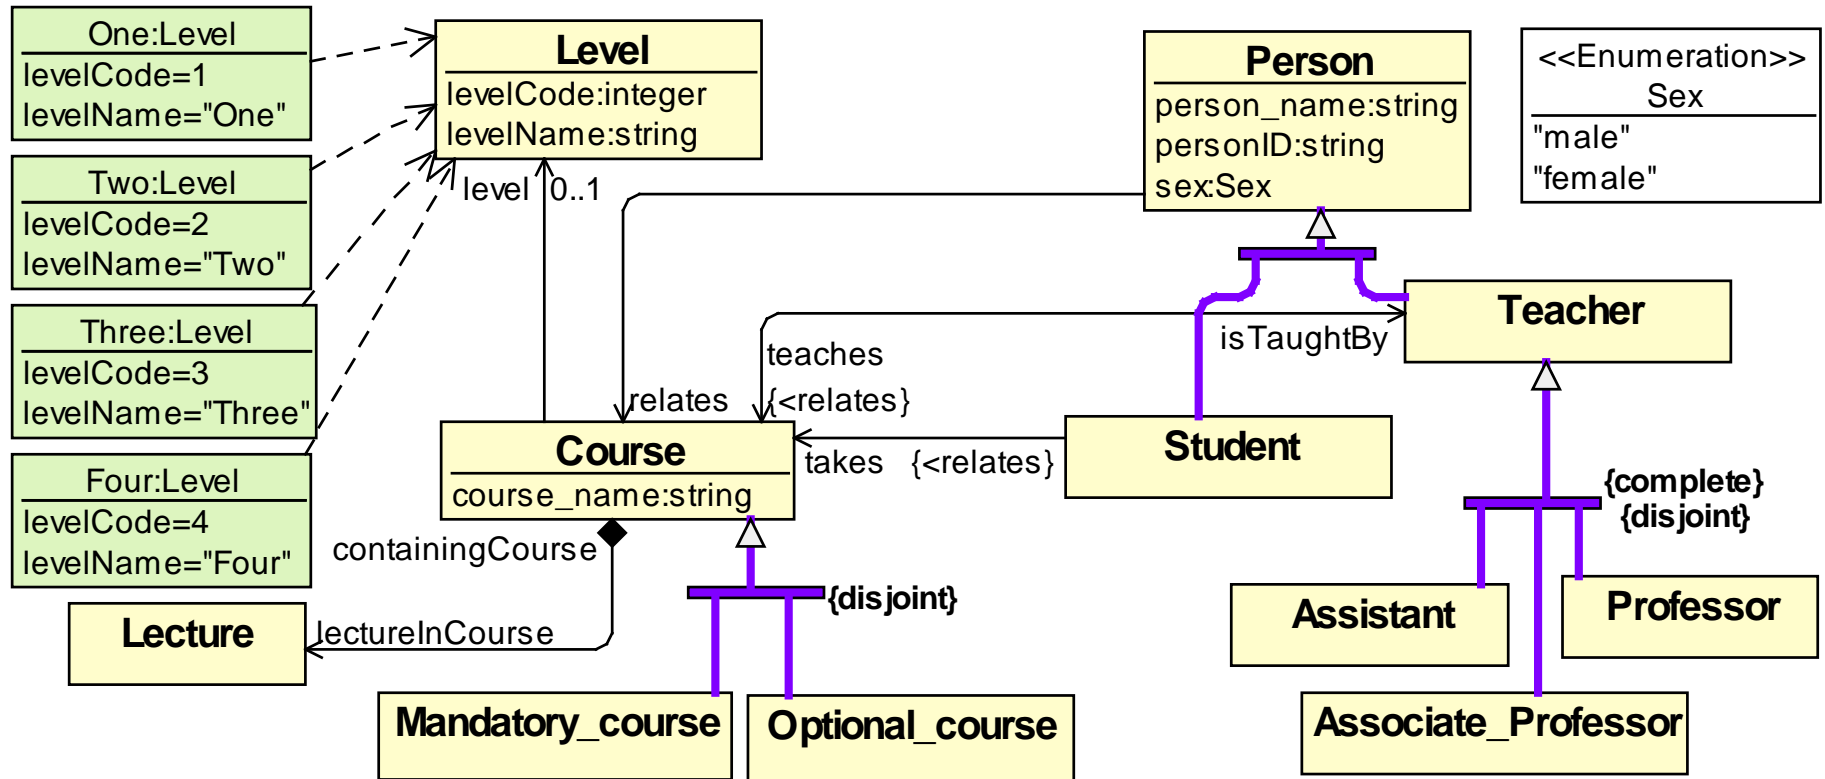 One:Level
levelCode=1
levelName="One"
Two:Level
levelCode=2
levelName="Two"
Three:Level
levelCode=3
levelName="Three"
Four:Level
levelCode=4
levelName="Four"
Level
levelCode:integer
levelName:string
level 0..1
Person
person_name:string
personID:string
sex:Sex
<<Enumeration>>
Sex
"male"
"female"
Teacher
isTaughtBy
teaches
{<relates}
relates
Course
course_name:string
takes {<relates}
Student
containingCourse
lectureInCourse
Lecture
{disjoint}
Mandatory_course
Optional_course
{complete}
{disjoint}
Assistant
Professor
Associate_Professor